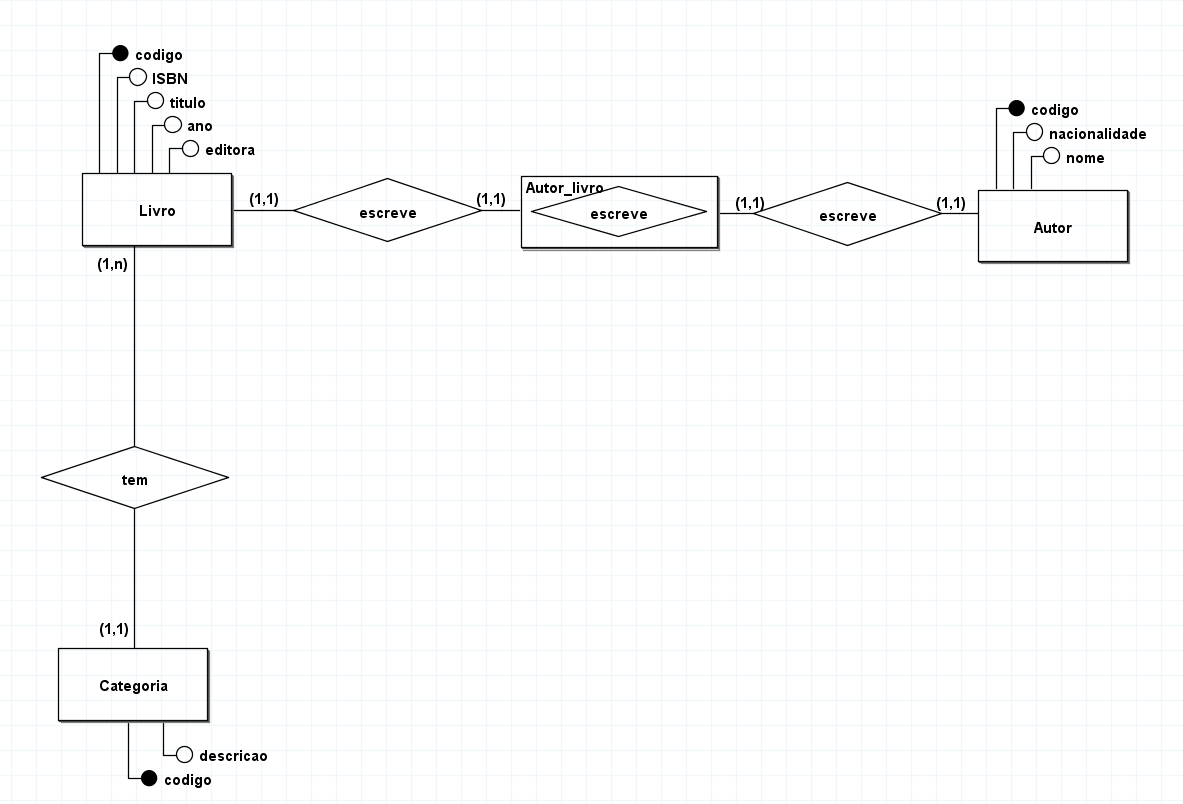 codigo
ISBN
titulo
ano
editora
Livro
(1,1)
escreve
(1,1)
Autor_livro
escreve
(1,1)
escreve
(1,1)
codigo
nacionalidade
nome
Autor
(1,n)
tem
(1,1)
Categoria
descricao
codigo